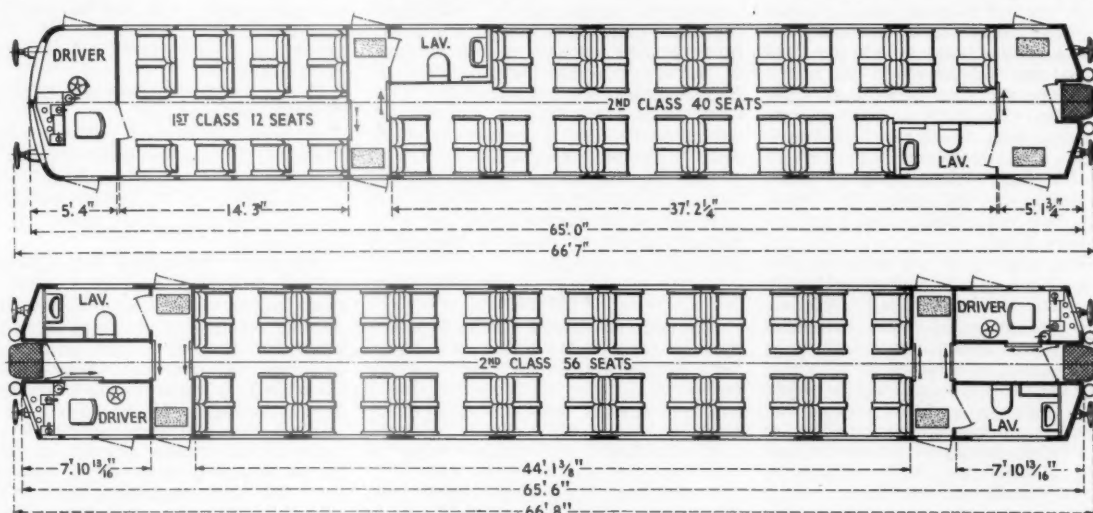 DRIVER
LAV.
1ST CLASS 12 SEATS
2ND CLASS 40 SEATS
LAV.
5'. 4"
14'. 3"
37'. 2¼"
5'. 1¾"
65'. 0"
66'. 7"
LAV.
DRIVER
2ND CLASS 56 SEATS
DRIVER
LAV.
7'. 10 13/16"
44'. 1⅜"
7'. 10 13/16"
65'. 6"
66'. 8"